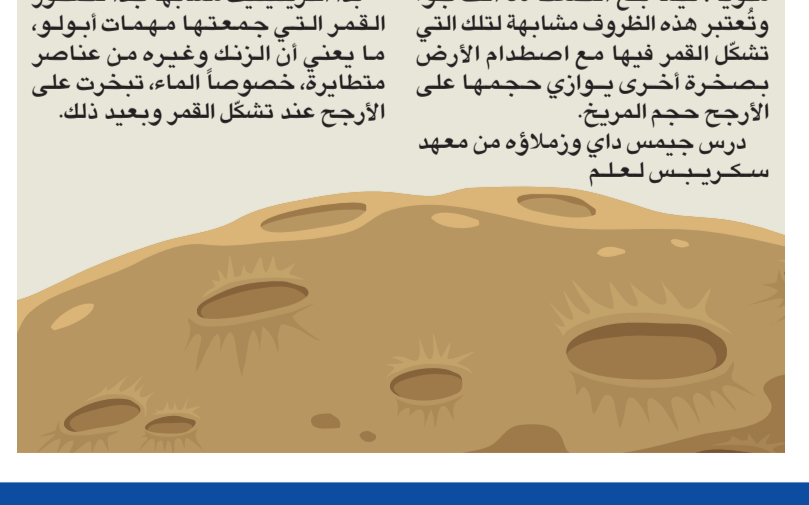 وتُعتبر هذه الظروف مشابهة لتلك التي
تشكّل القمر فيها مع اصطدام الأرض
بصخرة أخرى يوازي حجمها على
الأرجح حجم المريخ.
درس جيمس داي وزملاؤه من معهد
سكريبس لعلم
القمر التي جمعتها مهمات أبولو،
ما يعني أن الزنك وغيره من عناصر
متطايرة، خصوصاً الماء، تبخرت على
الأرجح عند تشكّل القمر وبعيد ذلك.